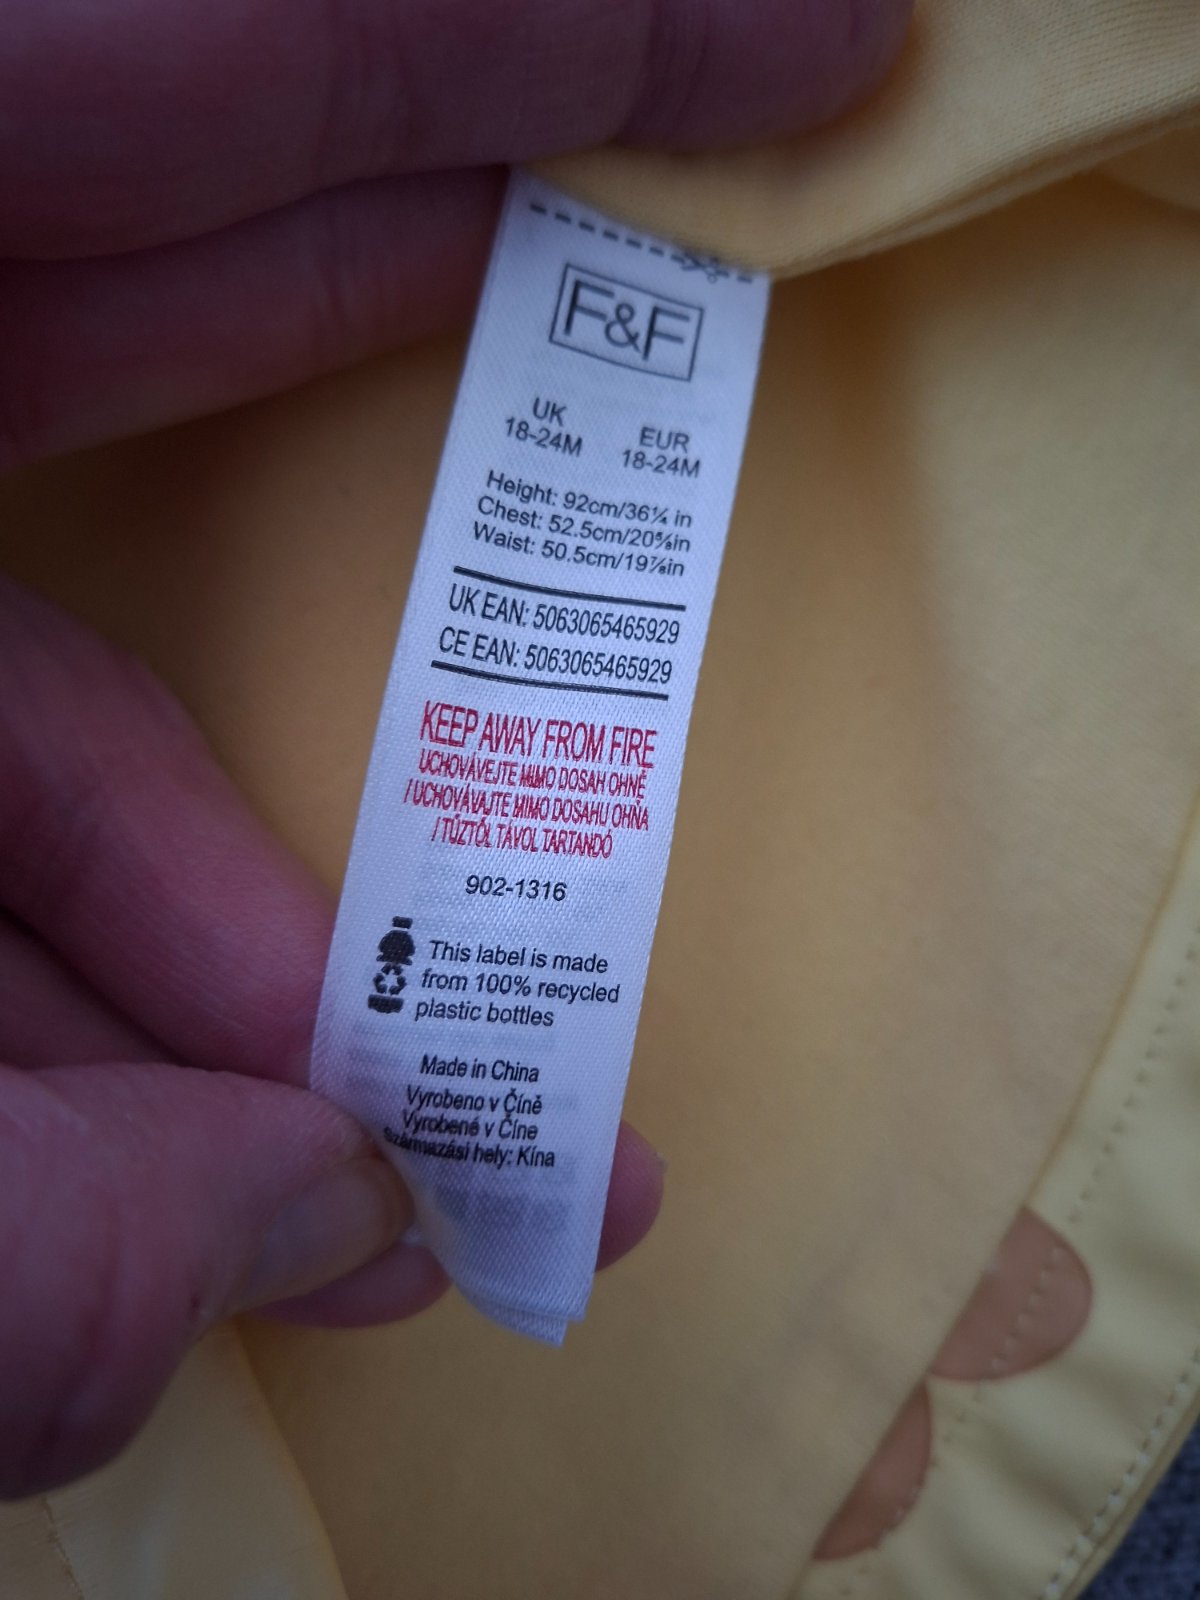 F&F
UK EUR
18-24M 18-24M
Height: 92cm/36¼ in
Chest: 52.5cm/20⅝in
Waist: 50.5cm/19⅞in
UK EAN: 5063065465929
CE EAN: 5063065465929
KEEP AWAY FROM FIRE
UCHOVÁVEJTE MIMO DOSAH OHNĚ
/ UCHOVÁVAJTE MIMO DOSAHU OHŇA
/ TŰZTŐL TÁVOL TARTANDÓ
902-1316
This label is made
from 100% recycled
plastic bottles
Made in China
Vyrobeno v Číně
Vyrobené v Číne
származási hely: Kína